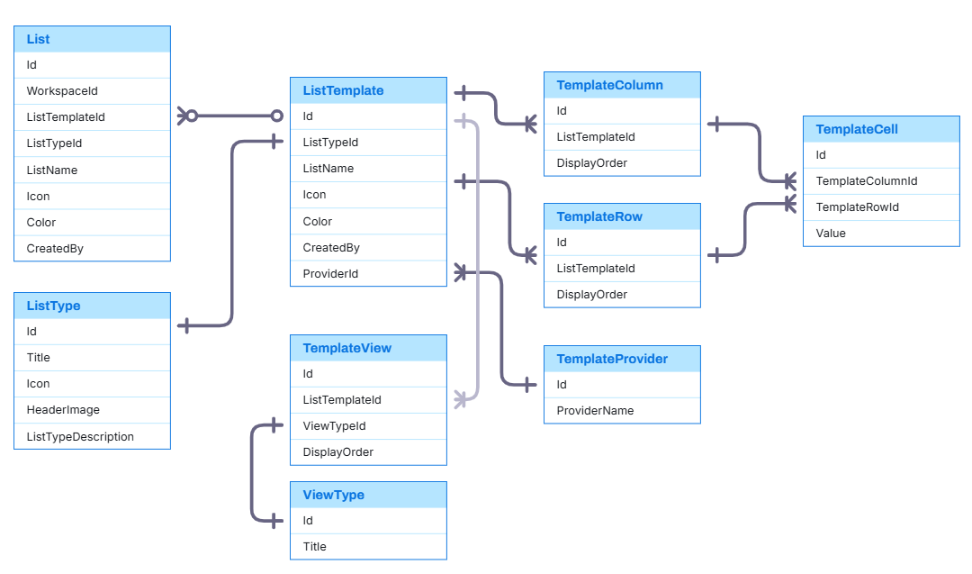 List
Id
WorkspaceId
ListTemplateId
ListTypeId
ListName
Icon
Color
CreatedBy
ListType
Id
Title
Icon
HeaderImage
ListTypeDescription
ListTemplate
Id
ListTypeId
ListName
Icon
Color
CreatedBy
ProviderId
TemplateView
Id
ListTemplateId
ViewTypeId
DisplayOrder
ViewType
Id
Title
TemplateColumn
Id
ListTemplateId
DisplayOrder
TemplateRow
Id
ListTemplateId
DisplayOrder
TemplateProvider
Id
ProviderName
TemplateCell
Id
TemplateColumnId
TemplateRowId
Value